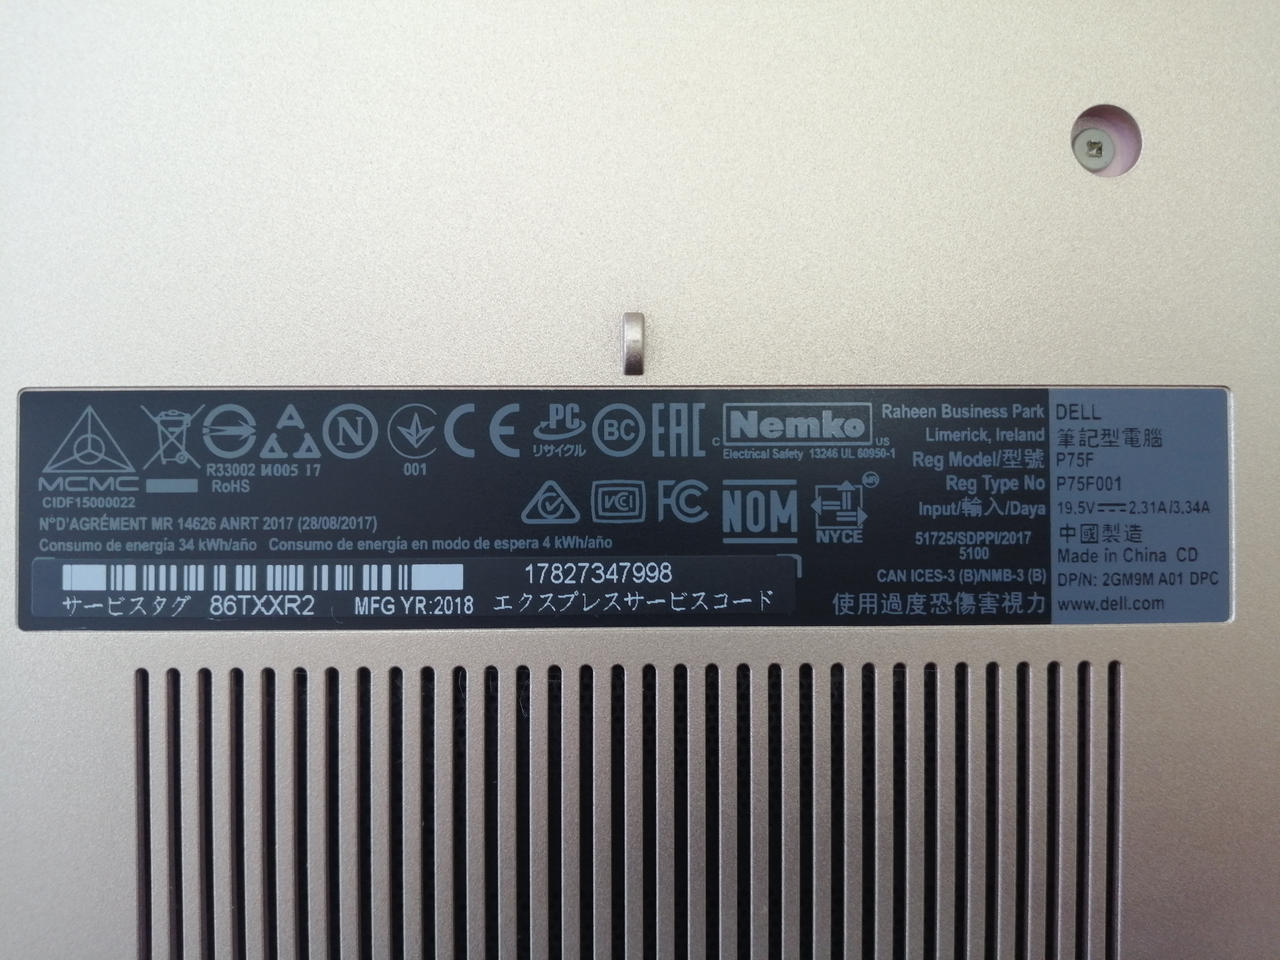 MCMC
CIDF15000022
R33002
RoHS
И005 17
N
001
CE
PC
リサイクル
BC
EAC
C Nemko US
Electrical Safety 13246 UL 60950-1
VCI
FC
NOM
MR
NYCE
N°D'AGRÉMENT MR 14626 ANRT 2017 (28/08/2017)
Consumo de energía 34 kWh/año Consumo de energía en modo de espera 4 kWh/año
17827347998
サービスタグ 86TXXR2 MFG YR:2018 エクスプレスサービスコード
Raheen Business Park
Limerick, Ireland
DELL
筆記型電腦
Reg Model/型號 P75F
Reg Type No P75F001
Input/輸入/Daya 19.5V⎓2.31A/3.34A
51725/SDPPI/2017
5100
中國製造
Made in China CD
CAN ICES-3 (B)/NMB-3 (B)
DP/N: 2GM9M A01 DPC
使用過度恐傷害視力
www.dell.com